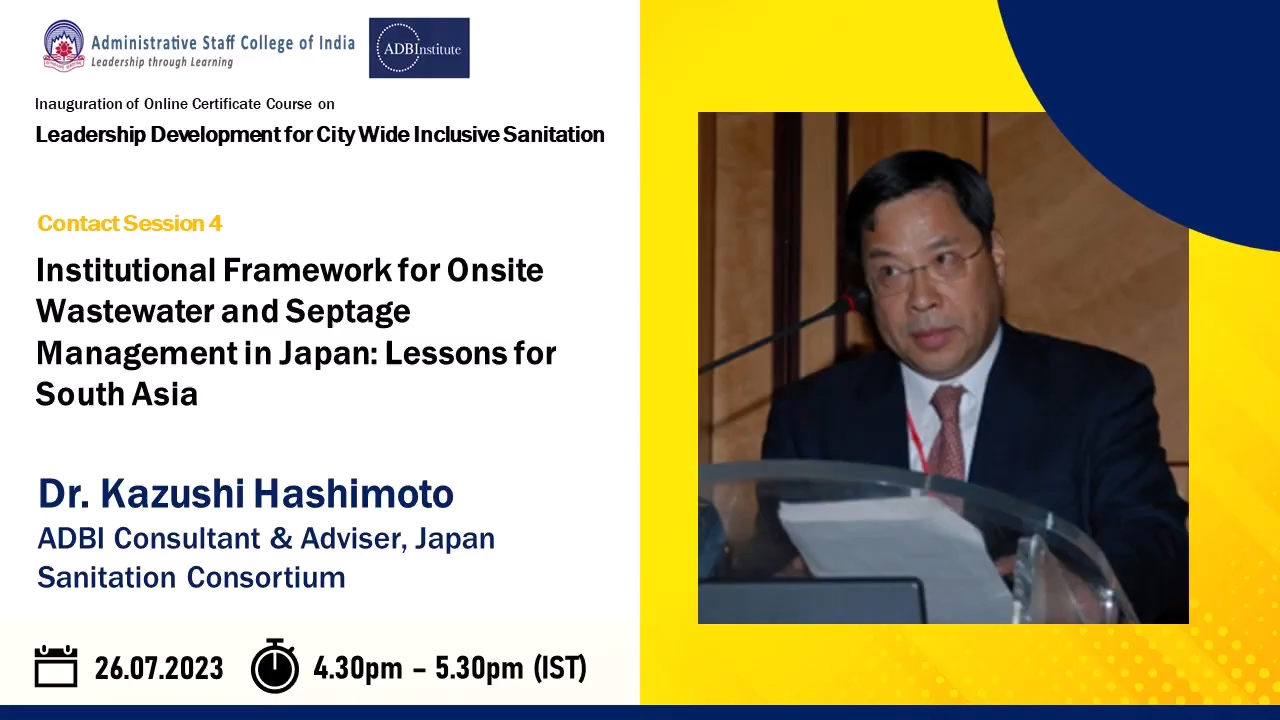 Administrative Staff College of India
Leadership through Learning
ADBInstitute
Inauguration of Online Certificate Course on
Leadership Development for City Wide Inclusive Sanitation
Contact Session 4
Institutional Framework for Onsite
Wastewater and Septage
Management in Japan: Lessons for
South Asia
Dr. Kazushi Hashimoto
ADBI Consultant & Adviser, Japan
Sanitation Consortium
26.07.2023
4.30pm – 5.30pm (IST)